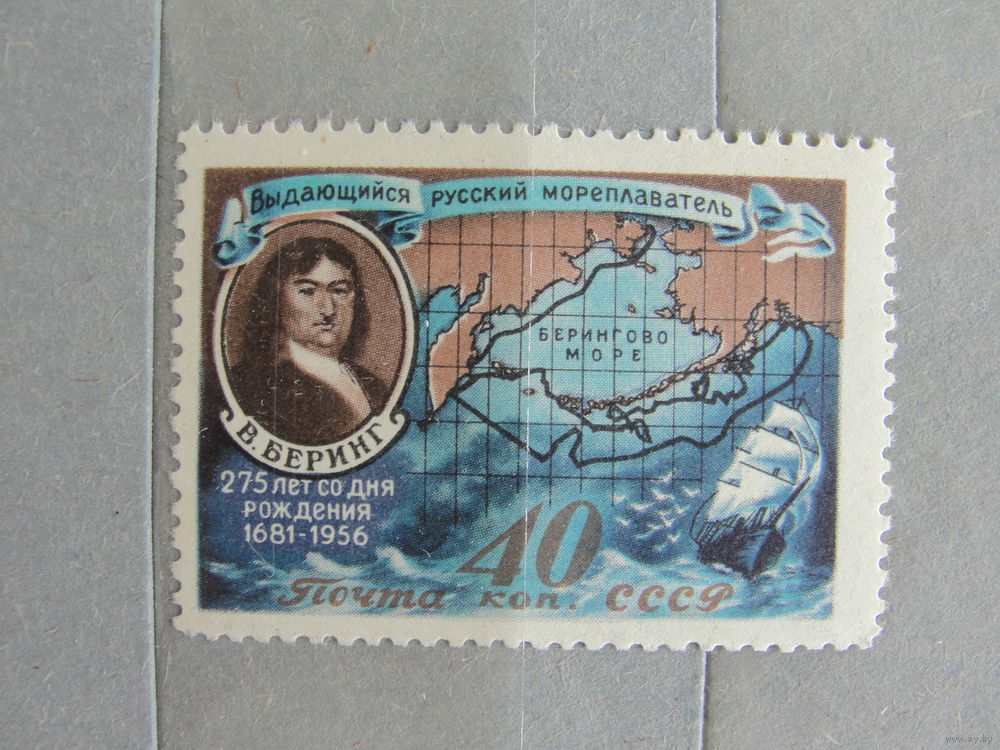 Выдающийся русский мореплаватель
БЕРИНГОВО
МОРЕ
В. БЕРИНГ
275 лет со дня
рождения
1681-1956
40
Почта коп. СССР
www.ay.by